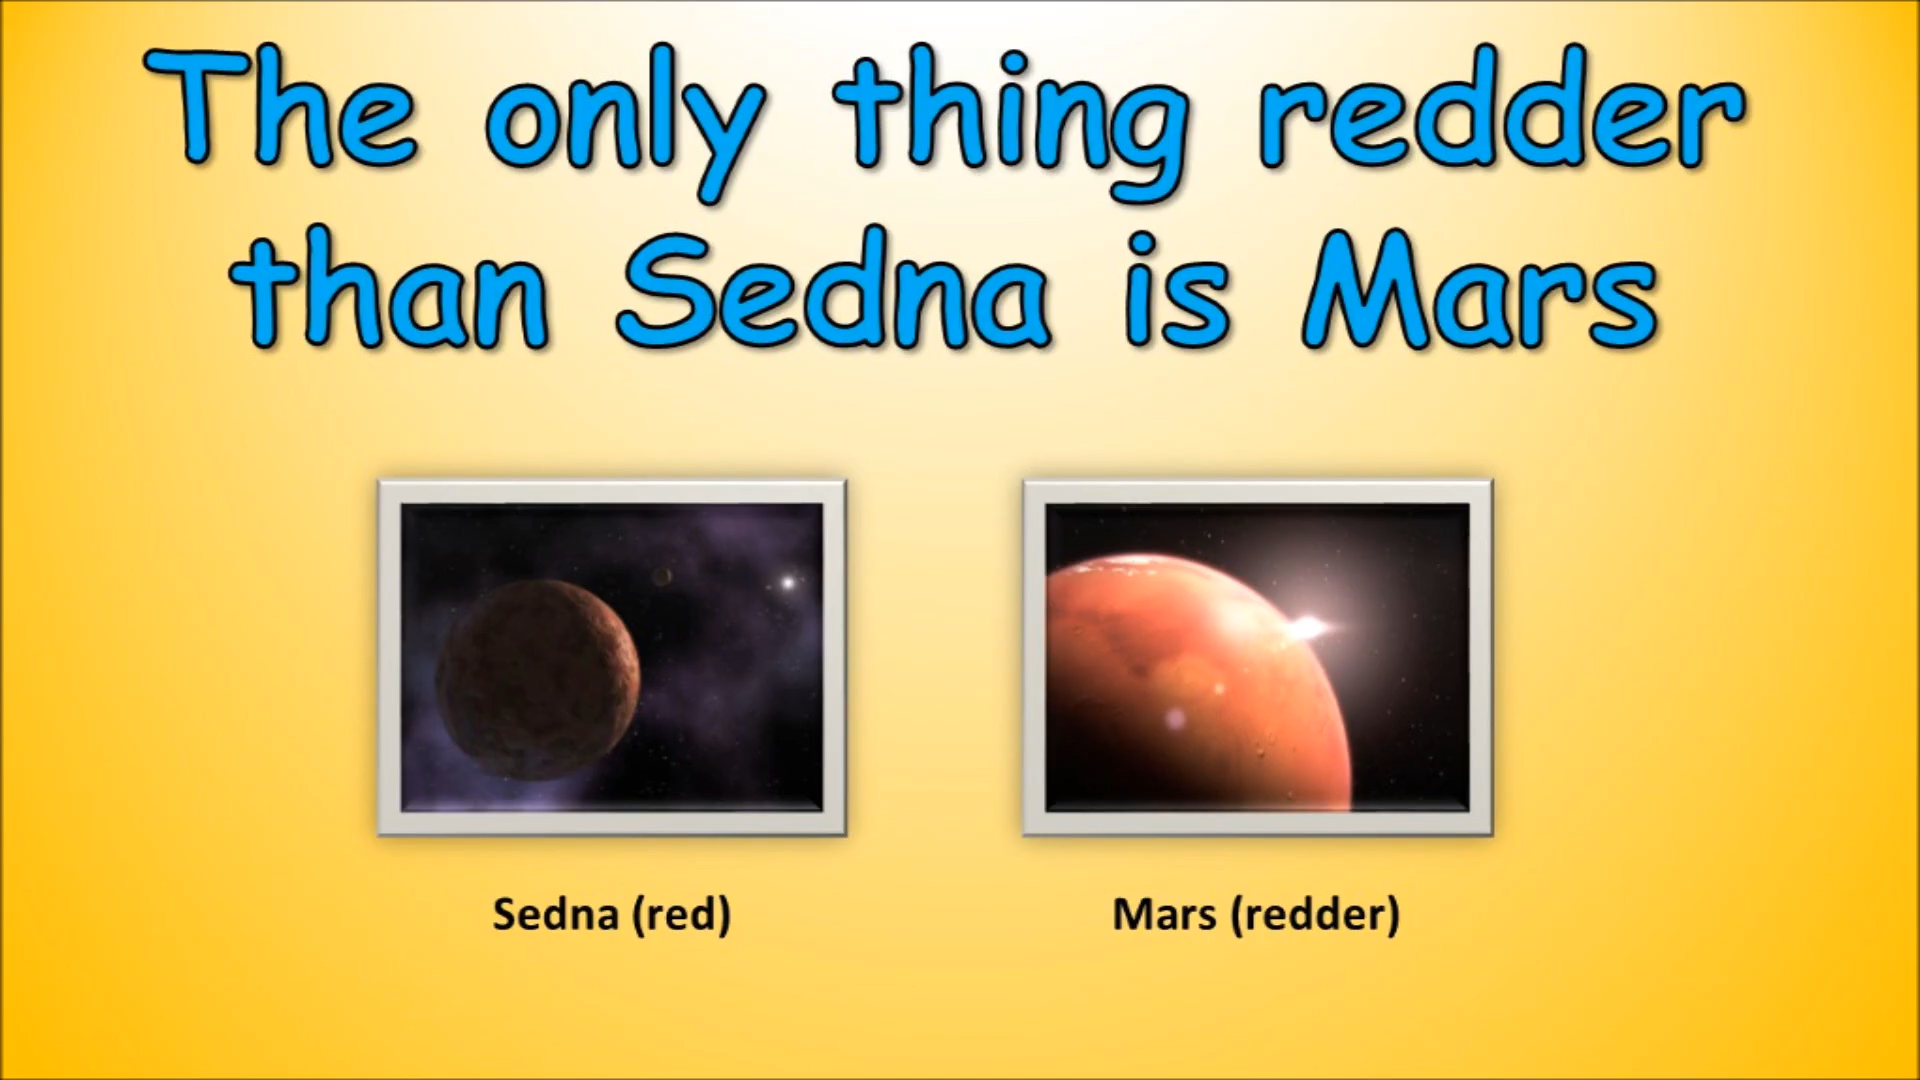 The only thing redder
than Sedna is Mars
Sedna (red)
Mars (redder)